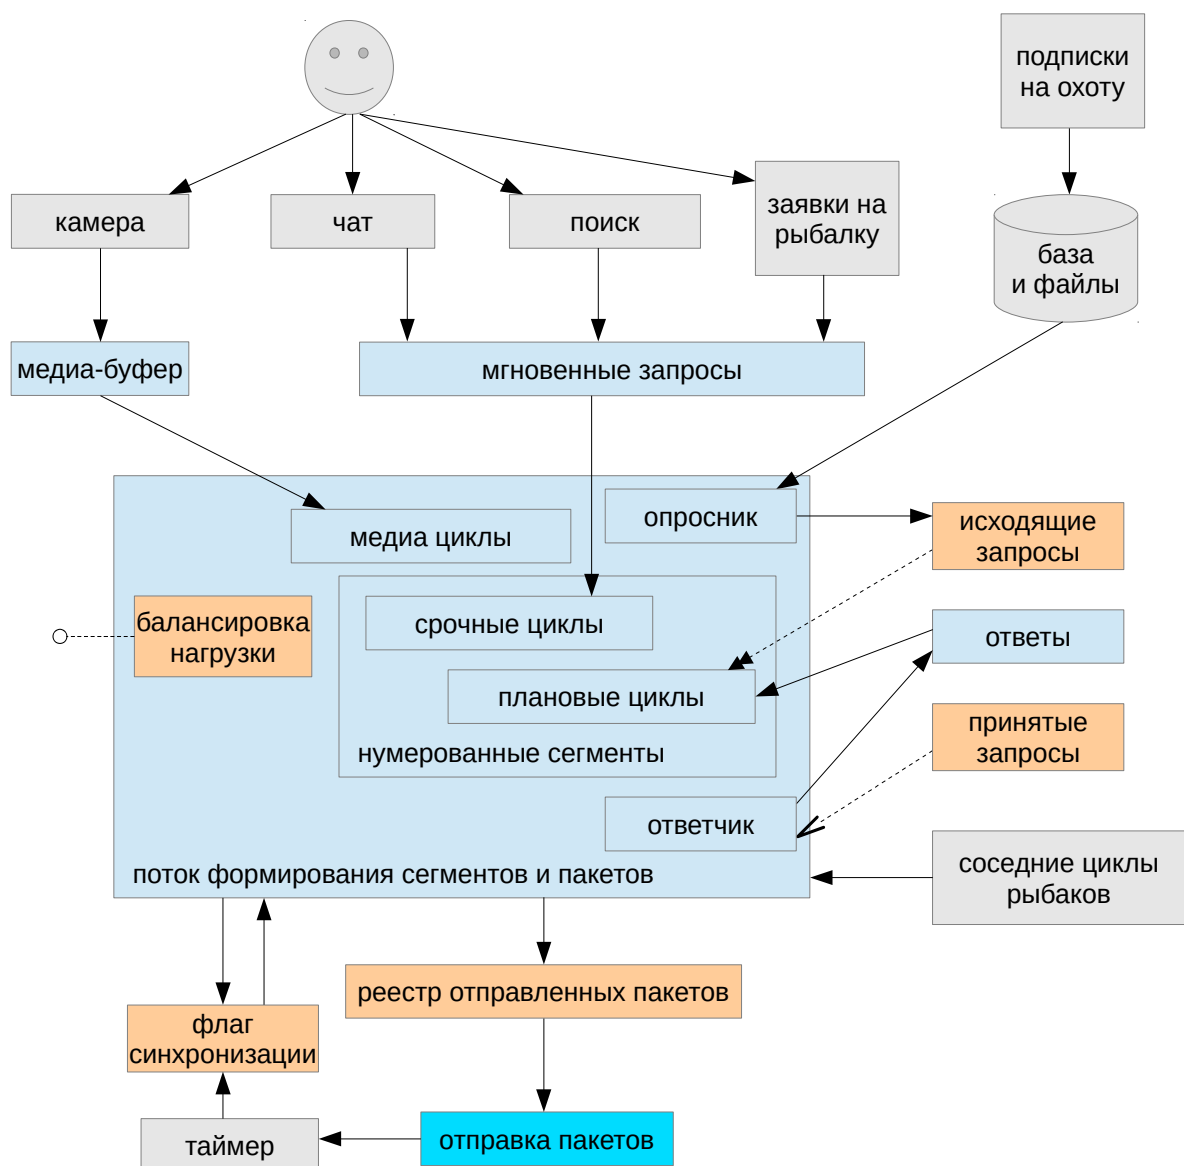 подписки
на охоту
камера
чат
поиск
заявки на
рыбалку
база
и файлы
медиа-буфер
мгновенные запросы
опросник
медиа циклы
исходящие
запросы
балансировка
нагрузки
срочные циклы
ответы
плановые циклы
нумерованные сегменты
принятые
запросы
ответчик
поток формирования сегментов и пакетов
соседние циклы
рыбаков
реестр отправленных пакетов
флаг
синхронизации
таймер
отправка пакетов